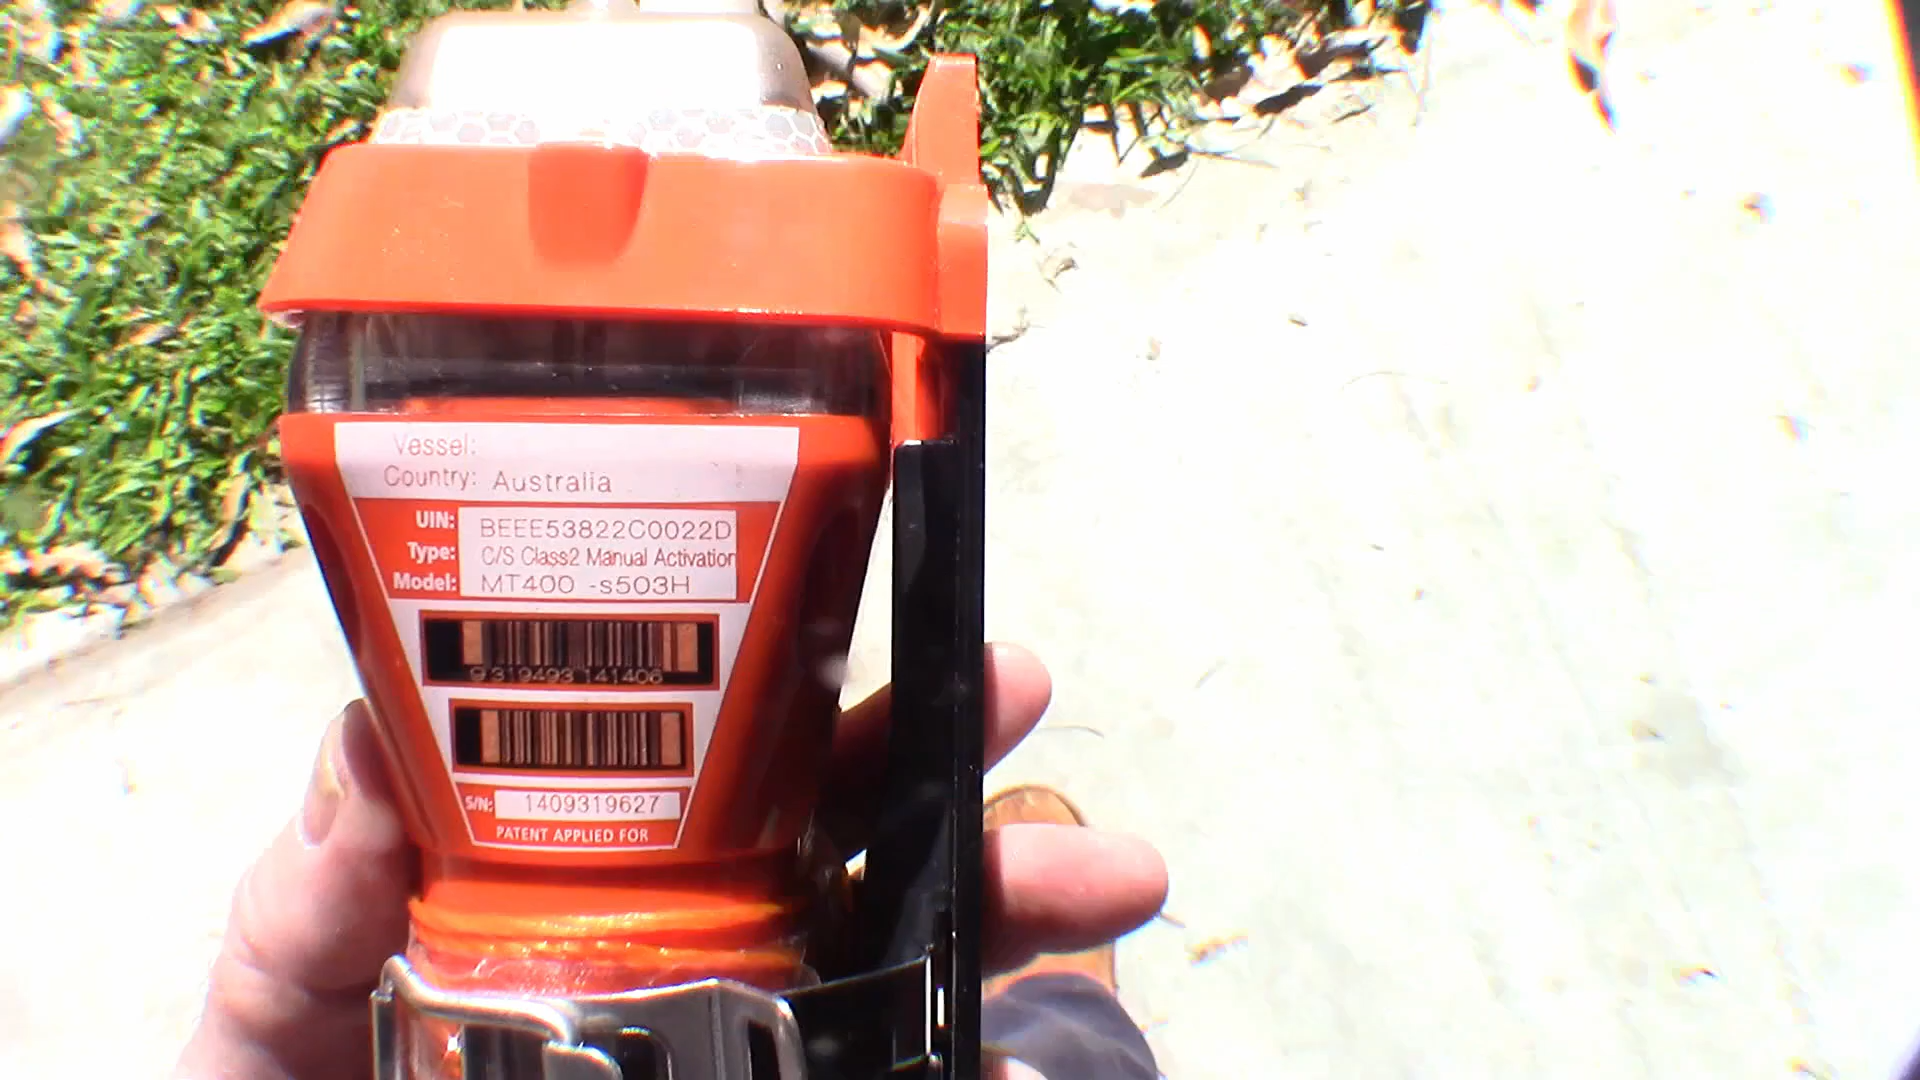 Vessel:
Country: Australia
UIN: BEEE53822C0022D
Type: C/S Class2 Manual Activation
Model: MT400 -s503H
9 319493 141406
S/N: 1409319627
PATENT APPLIED FOR